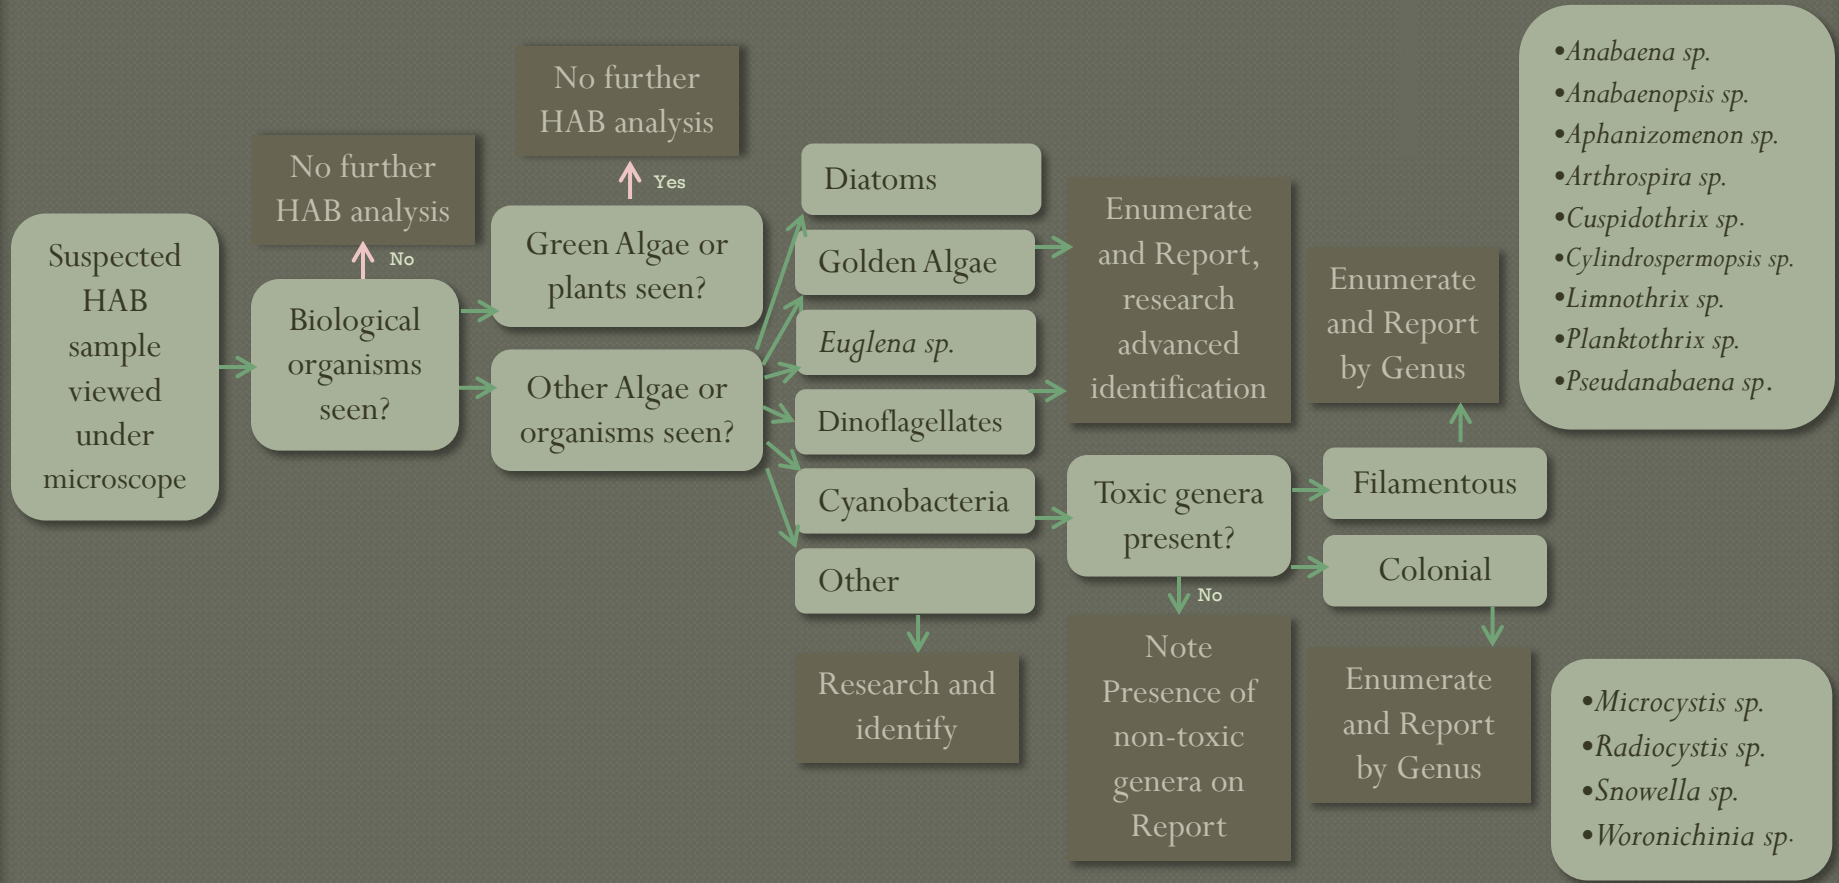 Suspected
HAB
sample
viewed
under
microscope
No further
HAB analysis
No
Biological
organisms
seen?
No further
HAB analysis
Yes
Green Algae or
plants seen?
Other Algae or
organisms seen?
Diatoms
Golden Algae
Euglena sp.
Dinoflagellates
Cyanobacteria
Other
Research and
identify
Enumerate
and Report,
research
advanced
identification
Toxic genera
present?
No
Note
Presence of
non-toxic
genera on
Report
Enumerate
and Report
by Genus
Filamentous
Colonial
Enumerate
and Report
by Genus
•Anabaena sp.
•Anabaenopsis sp.
•Aphanizomenon sp.
•Arthrospira sp.
•Cuspidothrix sp.
•Cylindrospermopsis sp.
•Limnothrix sp.
•Planktothrix sp.
•Pseudanabaena sp.
•Microcystis sp.
•Radiocystis sp.
•Snowella sp.
•Woronichinia sp.